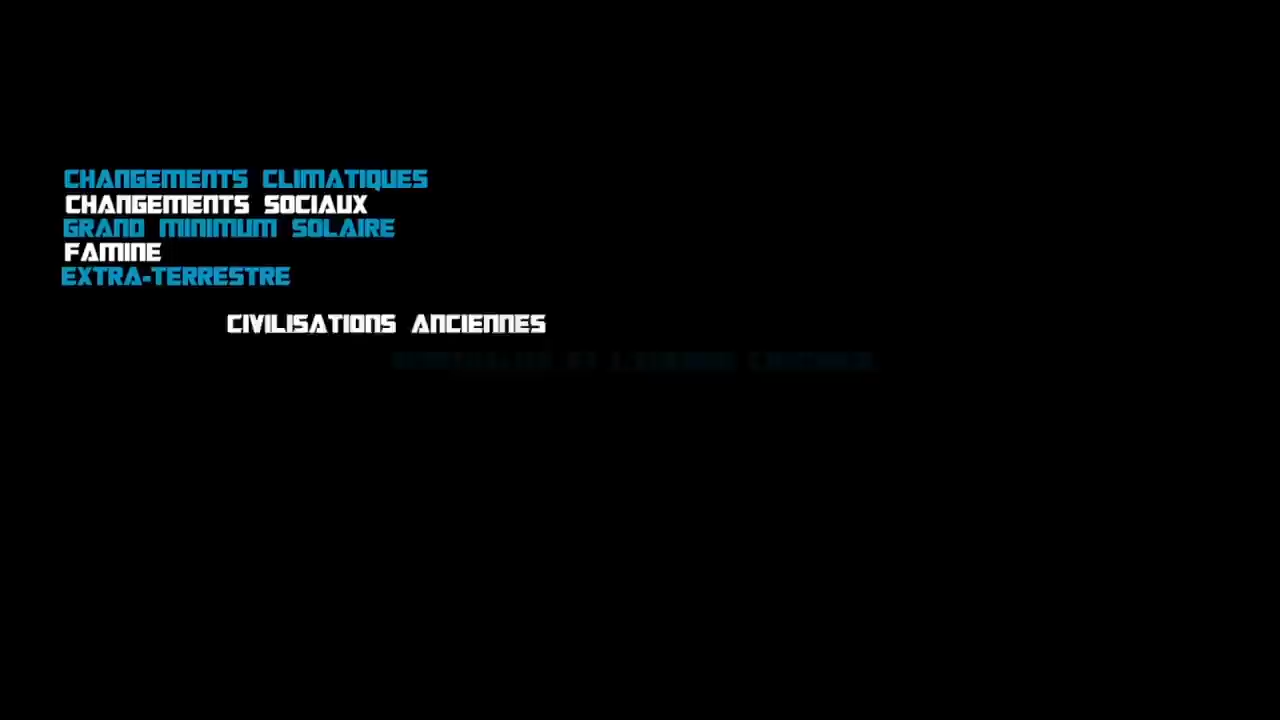 CHANGEMENTS CLIMATIQUES
CHANGEMENTS SOCIAUX
GRAND MINIMUM SOLAIRE
FAMINE
EXTRA-TERRESTRE
CIVILISATIONS ANCIENNES